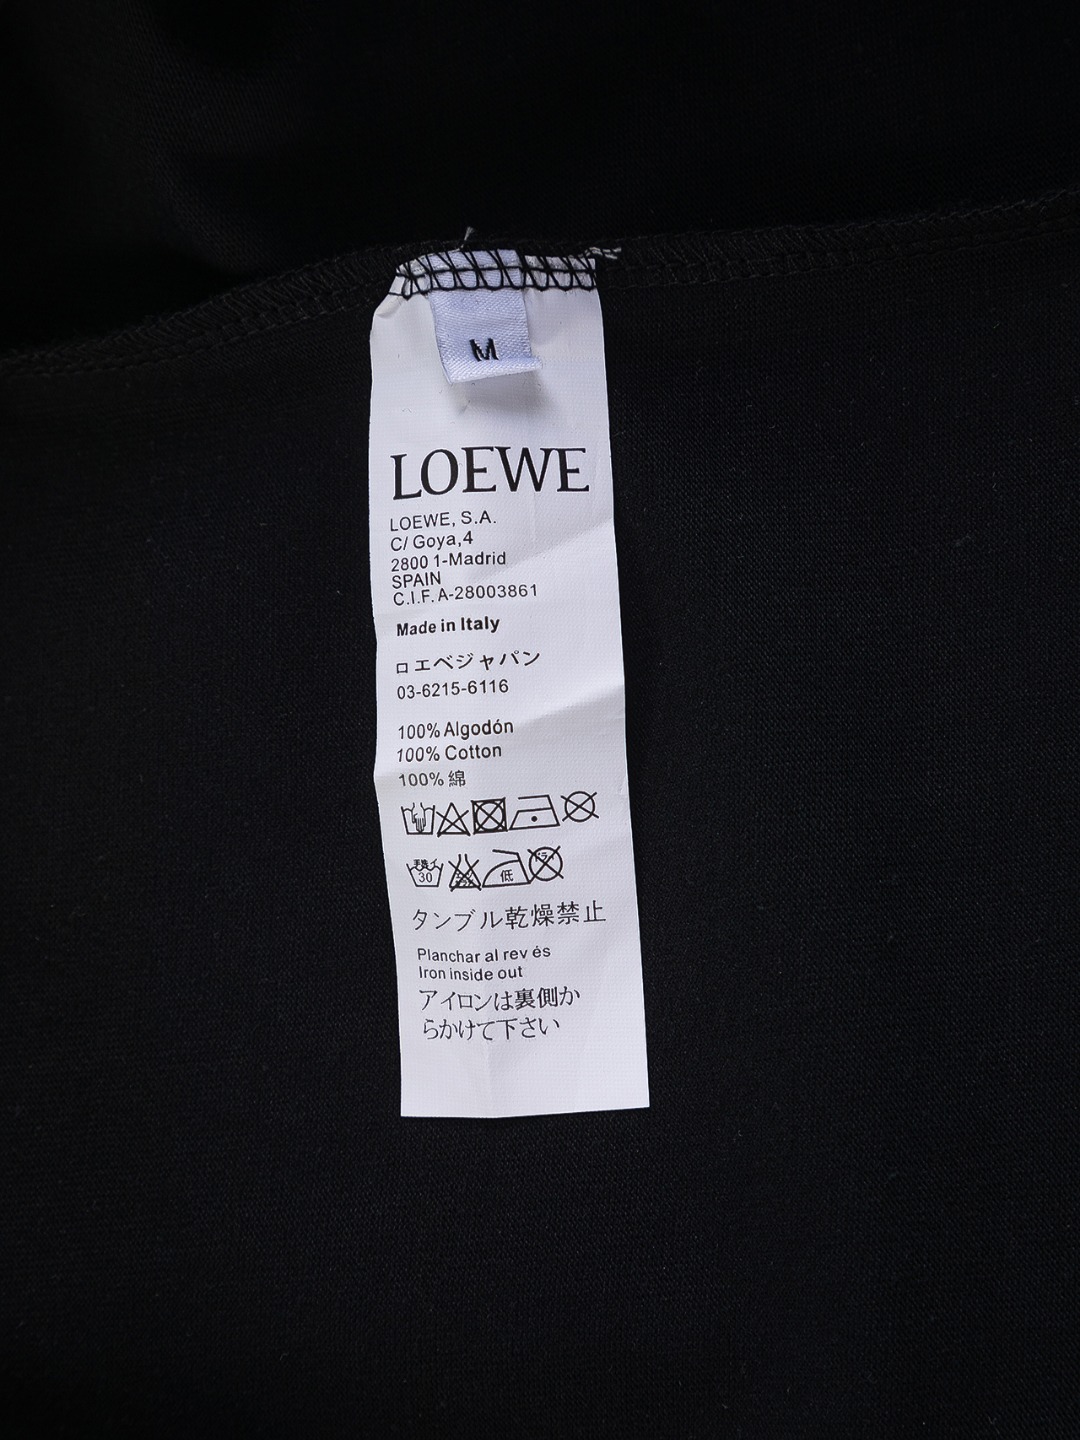 M
LOEWE
LOEWE, S.A.
C/ Goya,4
2800 1-Madrid
SPAIN
C.I.F. A-28003861
Made in Italy
ロエベジャパン
03-6215-6116
100% Algodón
100% Cotton
100% 綿
30
低
タンブル乾燥禁止
Planchar al rev és
Iron inside out
アイロンは裏側か
らかけて下さい